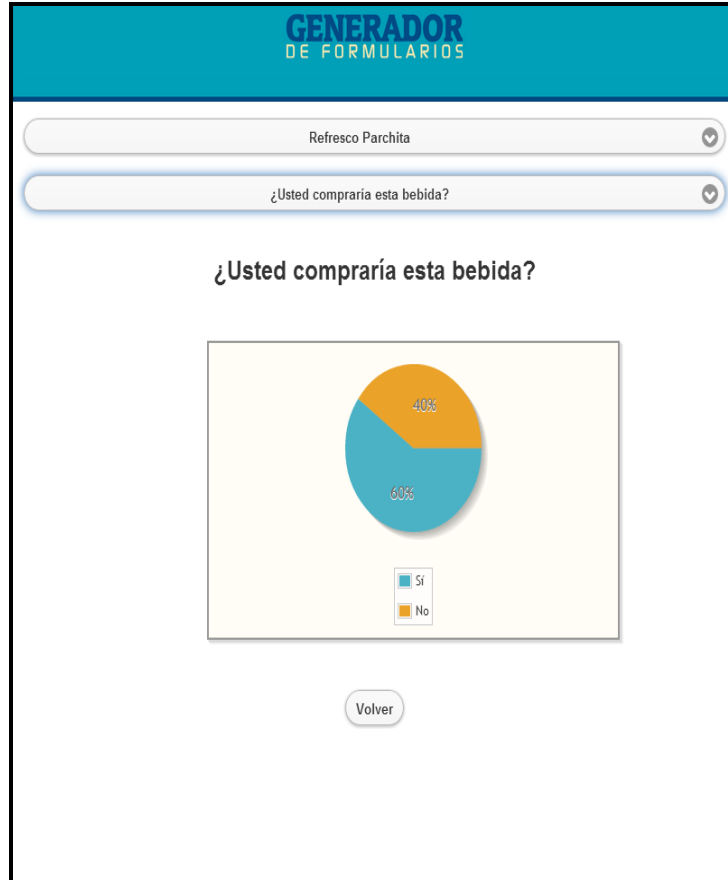 GENERADOR
DE FORMULARIOS
Refresco Parchita
¿Usted compraría esta bebida?
¿Usted compraría esta bebida?
40%
60%
Sí
No
Volver